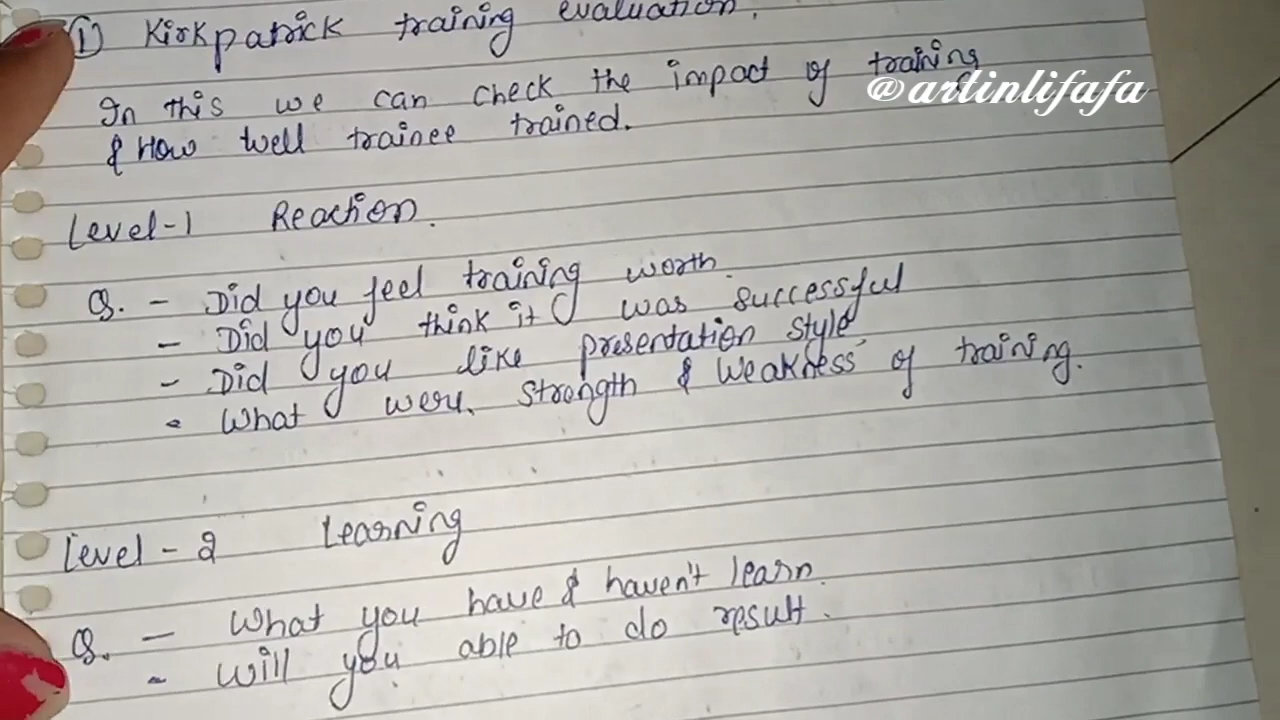 ① Kirkpatrick training evaluation.
In this we can check the impact of training
@artinlifafa
& How well trainee trained.
Level-1 Reaction.
Q. - Did you feel training worth.
- Did you think it was successful
- Did you like presentation style
- What were strength & weakness of training.
Level-2 Learning
Q. - What you have & haven't learn.
- Will you able to do result.